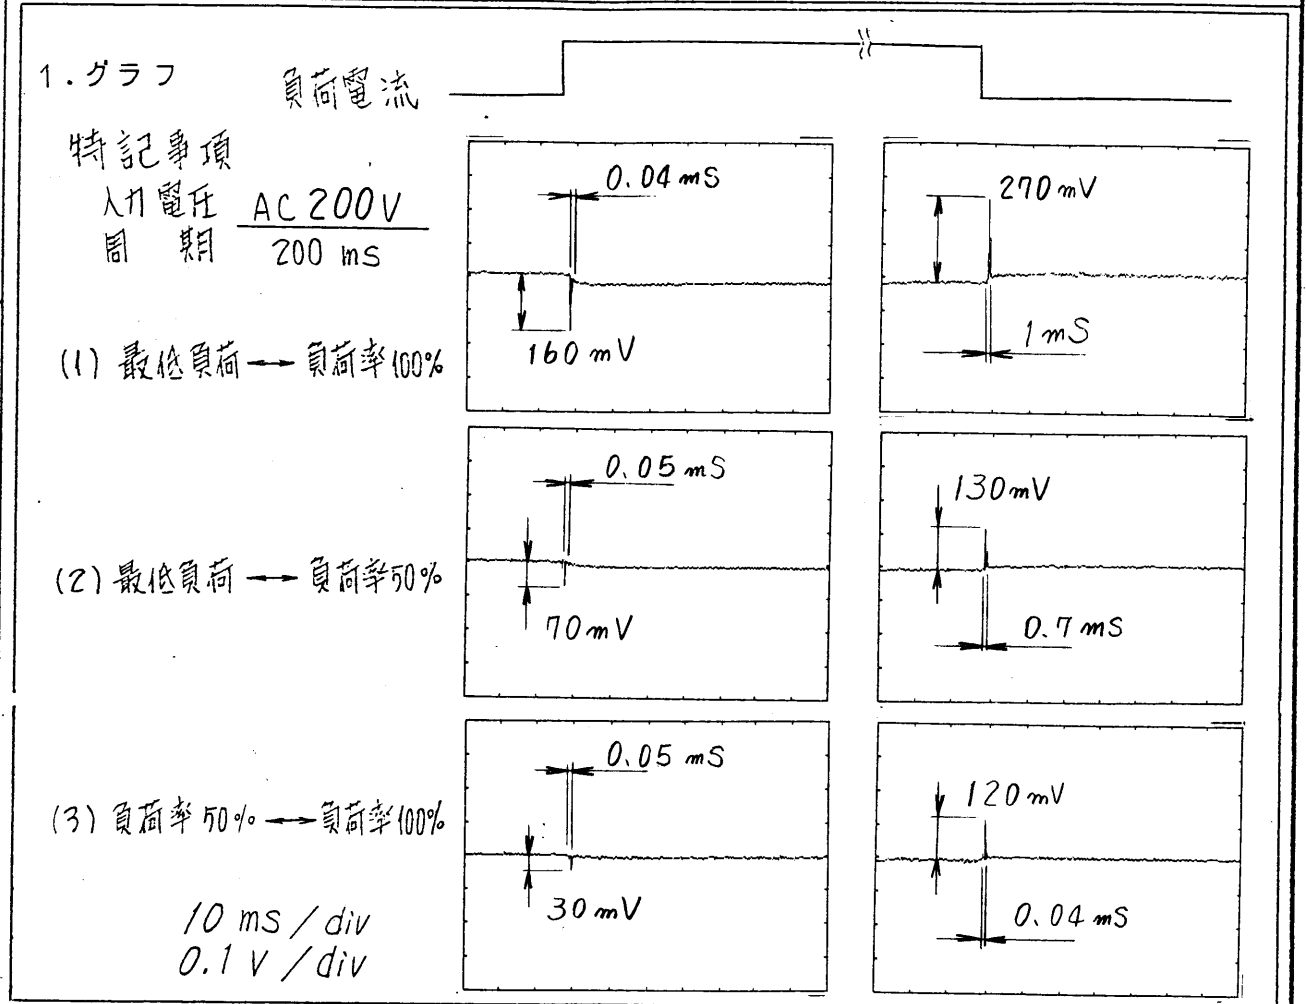 1.グラフ
負荷電流
特記事項
入力電圧 AC 200V
周 期 200 ms
(1) 最低負荷 ←→ 負荷率100%
0.04 mS
160 mV
270 mV
1 mS
(2) 最低負荷 ←→ 負荷率50%
0.05 mS
70 mV
130 mV
0.7 mS
(3) 負荷率50% ←→ 負荷率100%
0.05 mS
30 mV
120 mV
0.04 mS
10 ms / div
0.1 V / div